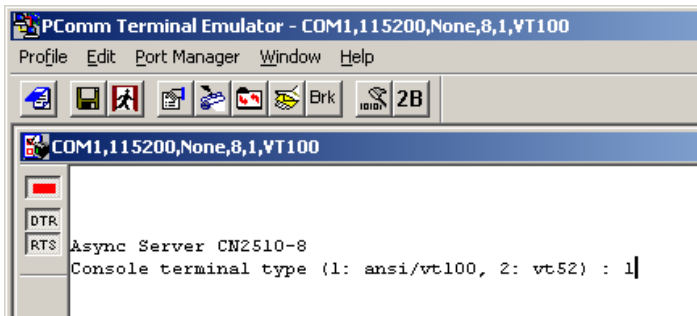 PComm Terminal Emulator - COM1,115200,None,8,1,VT100
Profile Edit Port Manager Window Help
Brk 2B
COM1,115200,None,8,1,VT100
DTR
RTS
Async Server CN2510-8
Console terminal type (1: ansi/vt100, 2: vt52) : 1